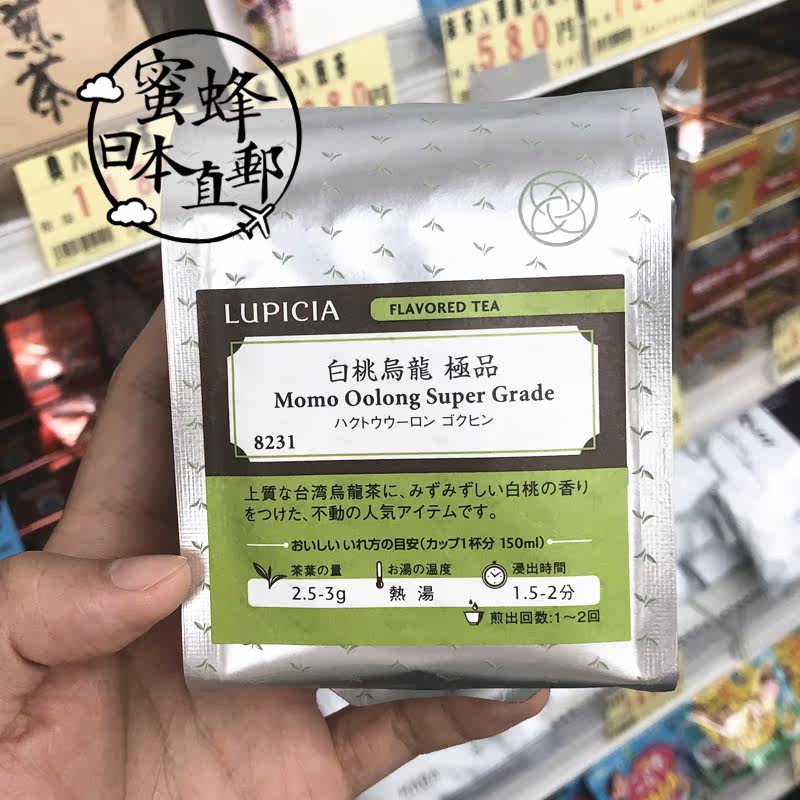 煎茶
蜜蜂
日本直郵
580
LUPICIA
FLAVORED TEA
白桃烏龍 極品
Momo Oolong Super Grade
ハクトウウーロン ゴクヒン
8231
上質な台湾烏龍茶に、みずみずしい白桃の香り
をつけた、不動の人気アイテムです。
おいしい いれ方の目安(カップ1杯分 150ml)
茶葉の量
2.5-3g
お湯の温度
熱湯
浸出時間
1.5-2分
煎出回数:1〜2回